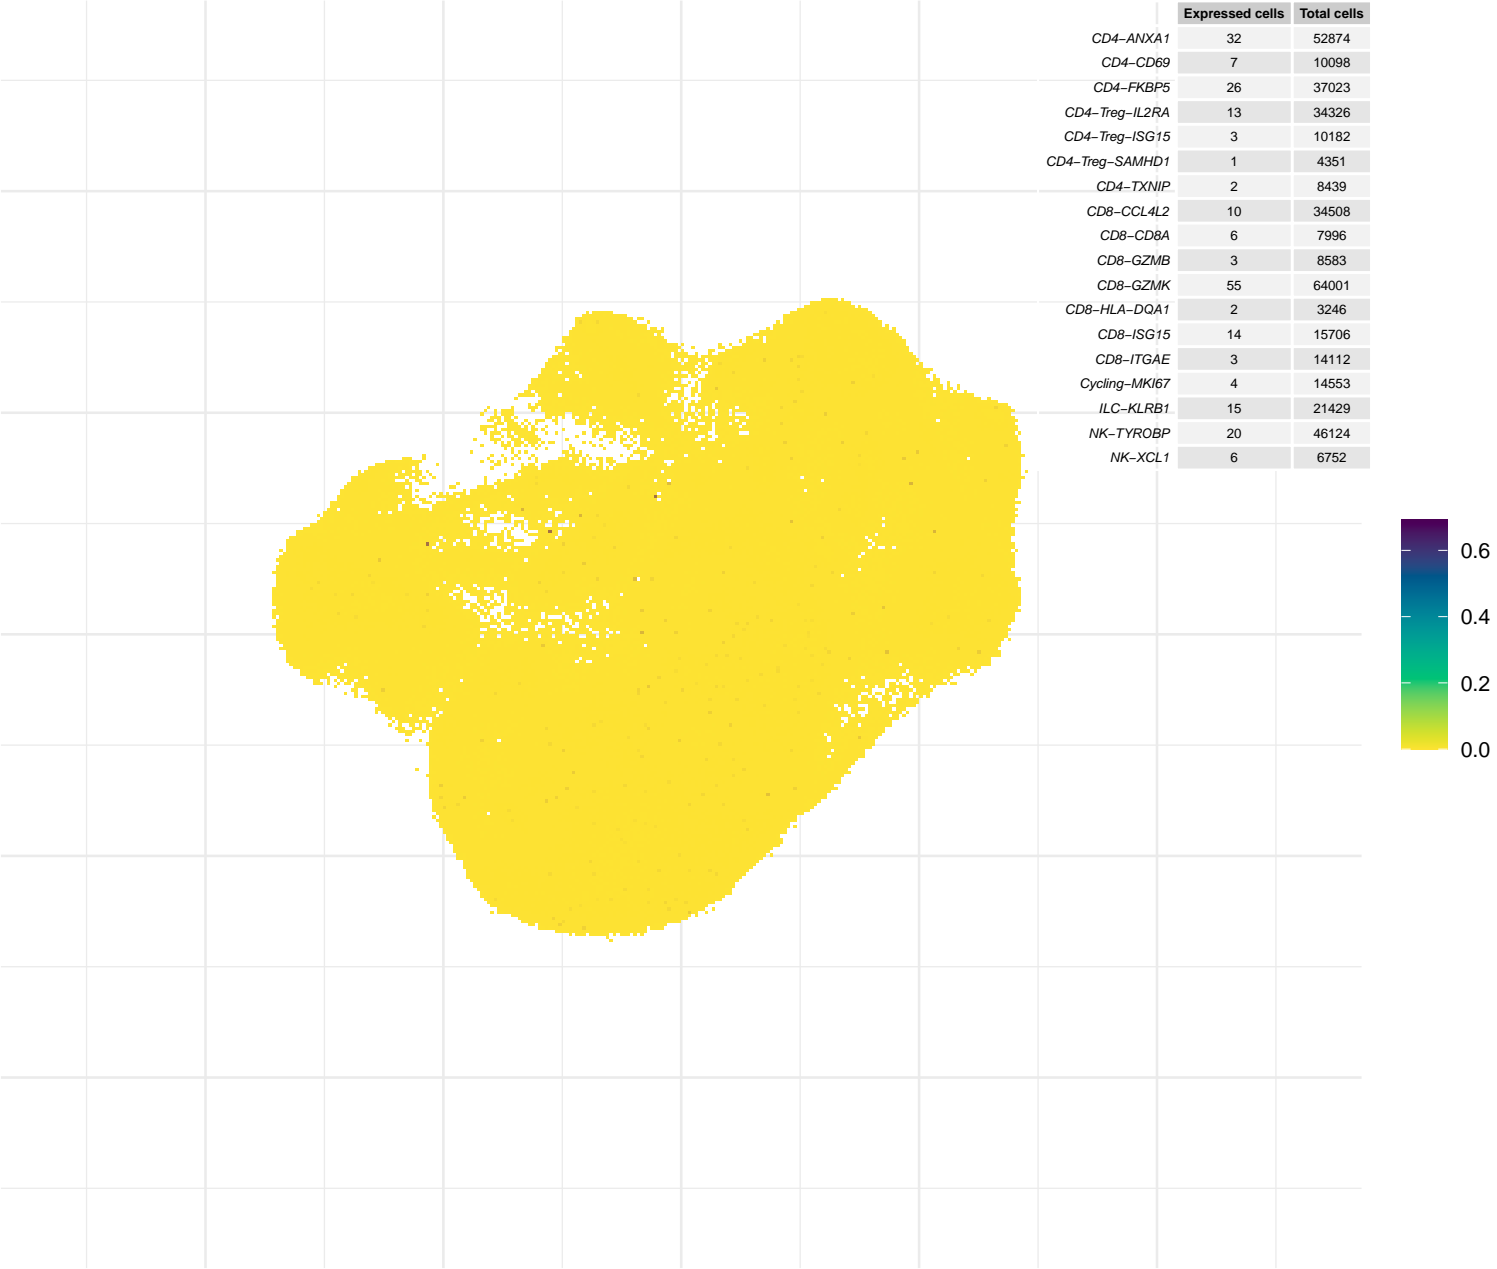 Expressed cells Total cells
CD4−ANXA1 32 52874
CD4−CD69 7 10098
CD4−FKBP5 26 37023
CD4−Treg−IL2RA 13 34326
CD4−Treg−ISG15 3 10182
CD4−Treg−SAMHD1 1 4351
CD4−TXNIP 2 8439
CD8−CCL4L2 10 34508
CD8−CD8A 6 7996
CD8−GZMB 3 8583
CD8−GZMK 55 64001
CD8−HLA−DQA1 2 3246
CD8−ISG15 14 15706
CD8−ITGAE 3 14112
Cycling−MKI67 4 14553
ILC−KLRB1 15 21429
NK−TYROBP 20 46124
NK−XCL1 6 6752
0.6
0.4
0.2
0.0